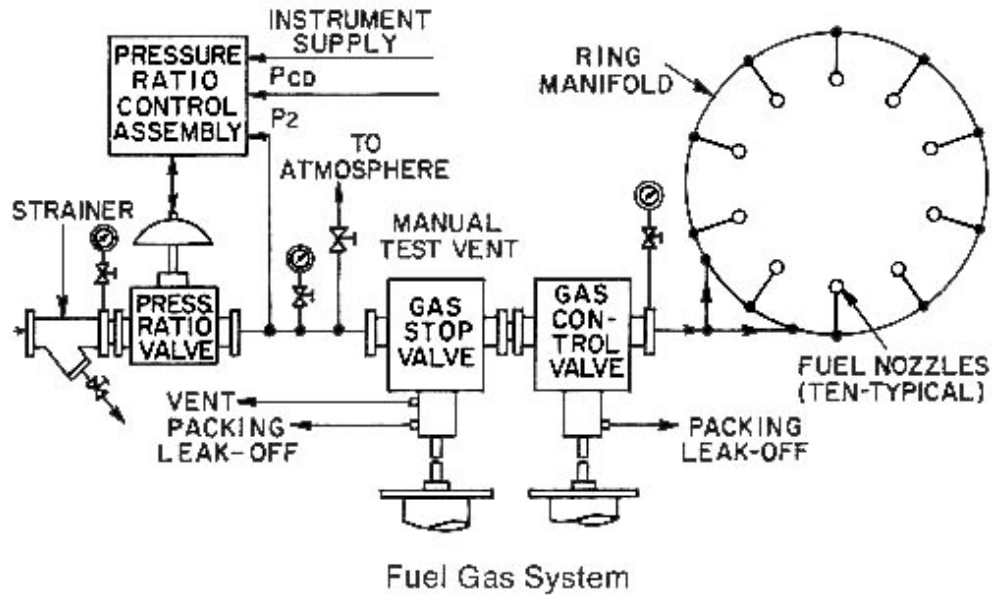 INSTRUMENT
SUPPLY
PRESSURE
RATIO
CONTROL
ASSEMBLY
PCD
P2
TO
ATMOSPHERE
RING
MANIFOLD
STRAINER
MANUAL
TEST VENT
PRESS
RATIO
VALVE
GAS
STOP
VALVE
GAS
CON-
TROL
VALVE
FUEL NOZZLES
(TEN-TYPICAL)
VENT
PACKING
LEAK-OFF
PACKING
LEAK-OFF
Fuel Gas System